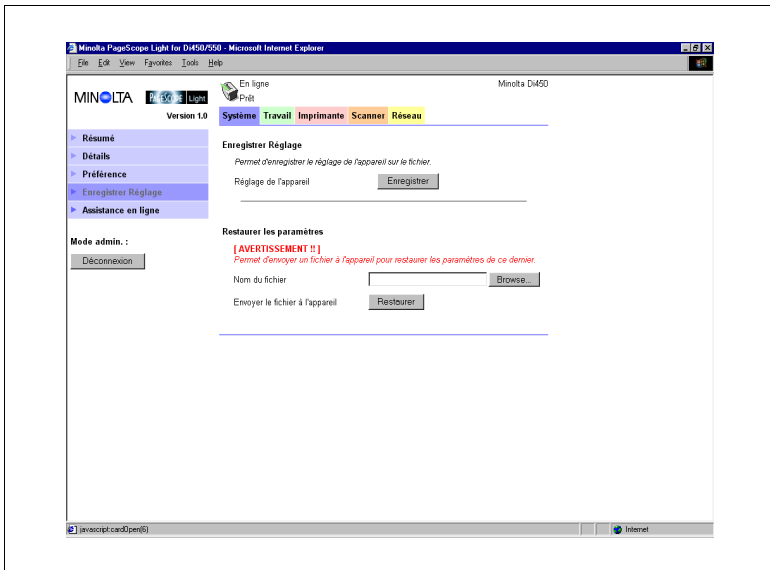 Minolta PageScope Light for Di450/550 - Microsoft Internet Explorer
File Edit View Favorites Tools Help
MINOLTA PAGESCOPE Light
Version 1.0
En ligne
Prêt
Minolta Di450
Système Travail Imprimante Scanner Réseau
Résumé
Détails
Préférence
Enregistrer Réglage
Assistance en ligne
Mode admin. :
Déconnexion
Enregistrer Réglage
Permet d'enregistrer le réglage de l'appareil sur le fichier.
Réglage de l'appareil Enregistrer
Restaurer les paramètres
[ AVERTISSEMENT !! ]
Permet d'envoyer un fichier à l'appareil pour restaurer les paramètres de ce dernier.
Nom du fichier Browse...
Envoyer le fichier à l'appareil Restaurer
javascript:cardOpen(6) Internet